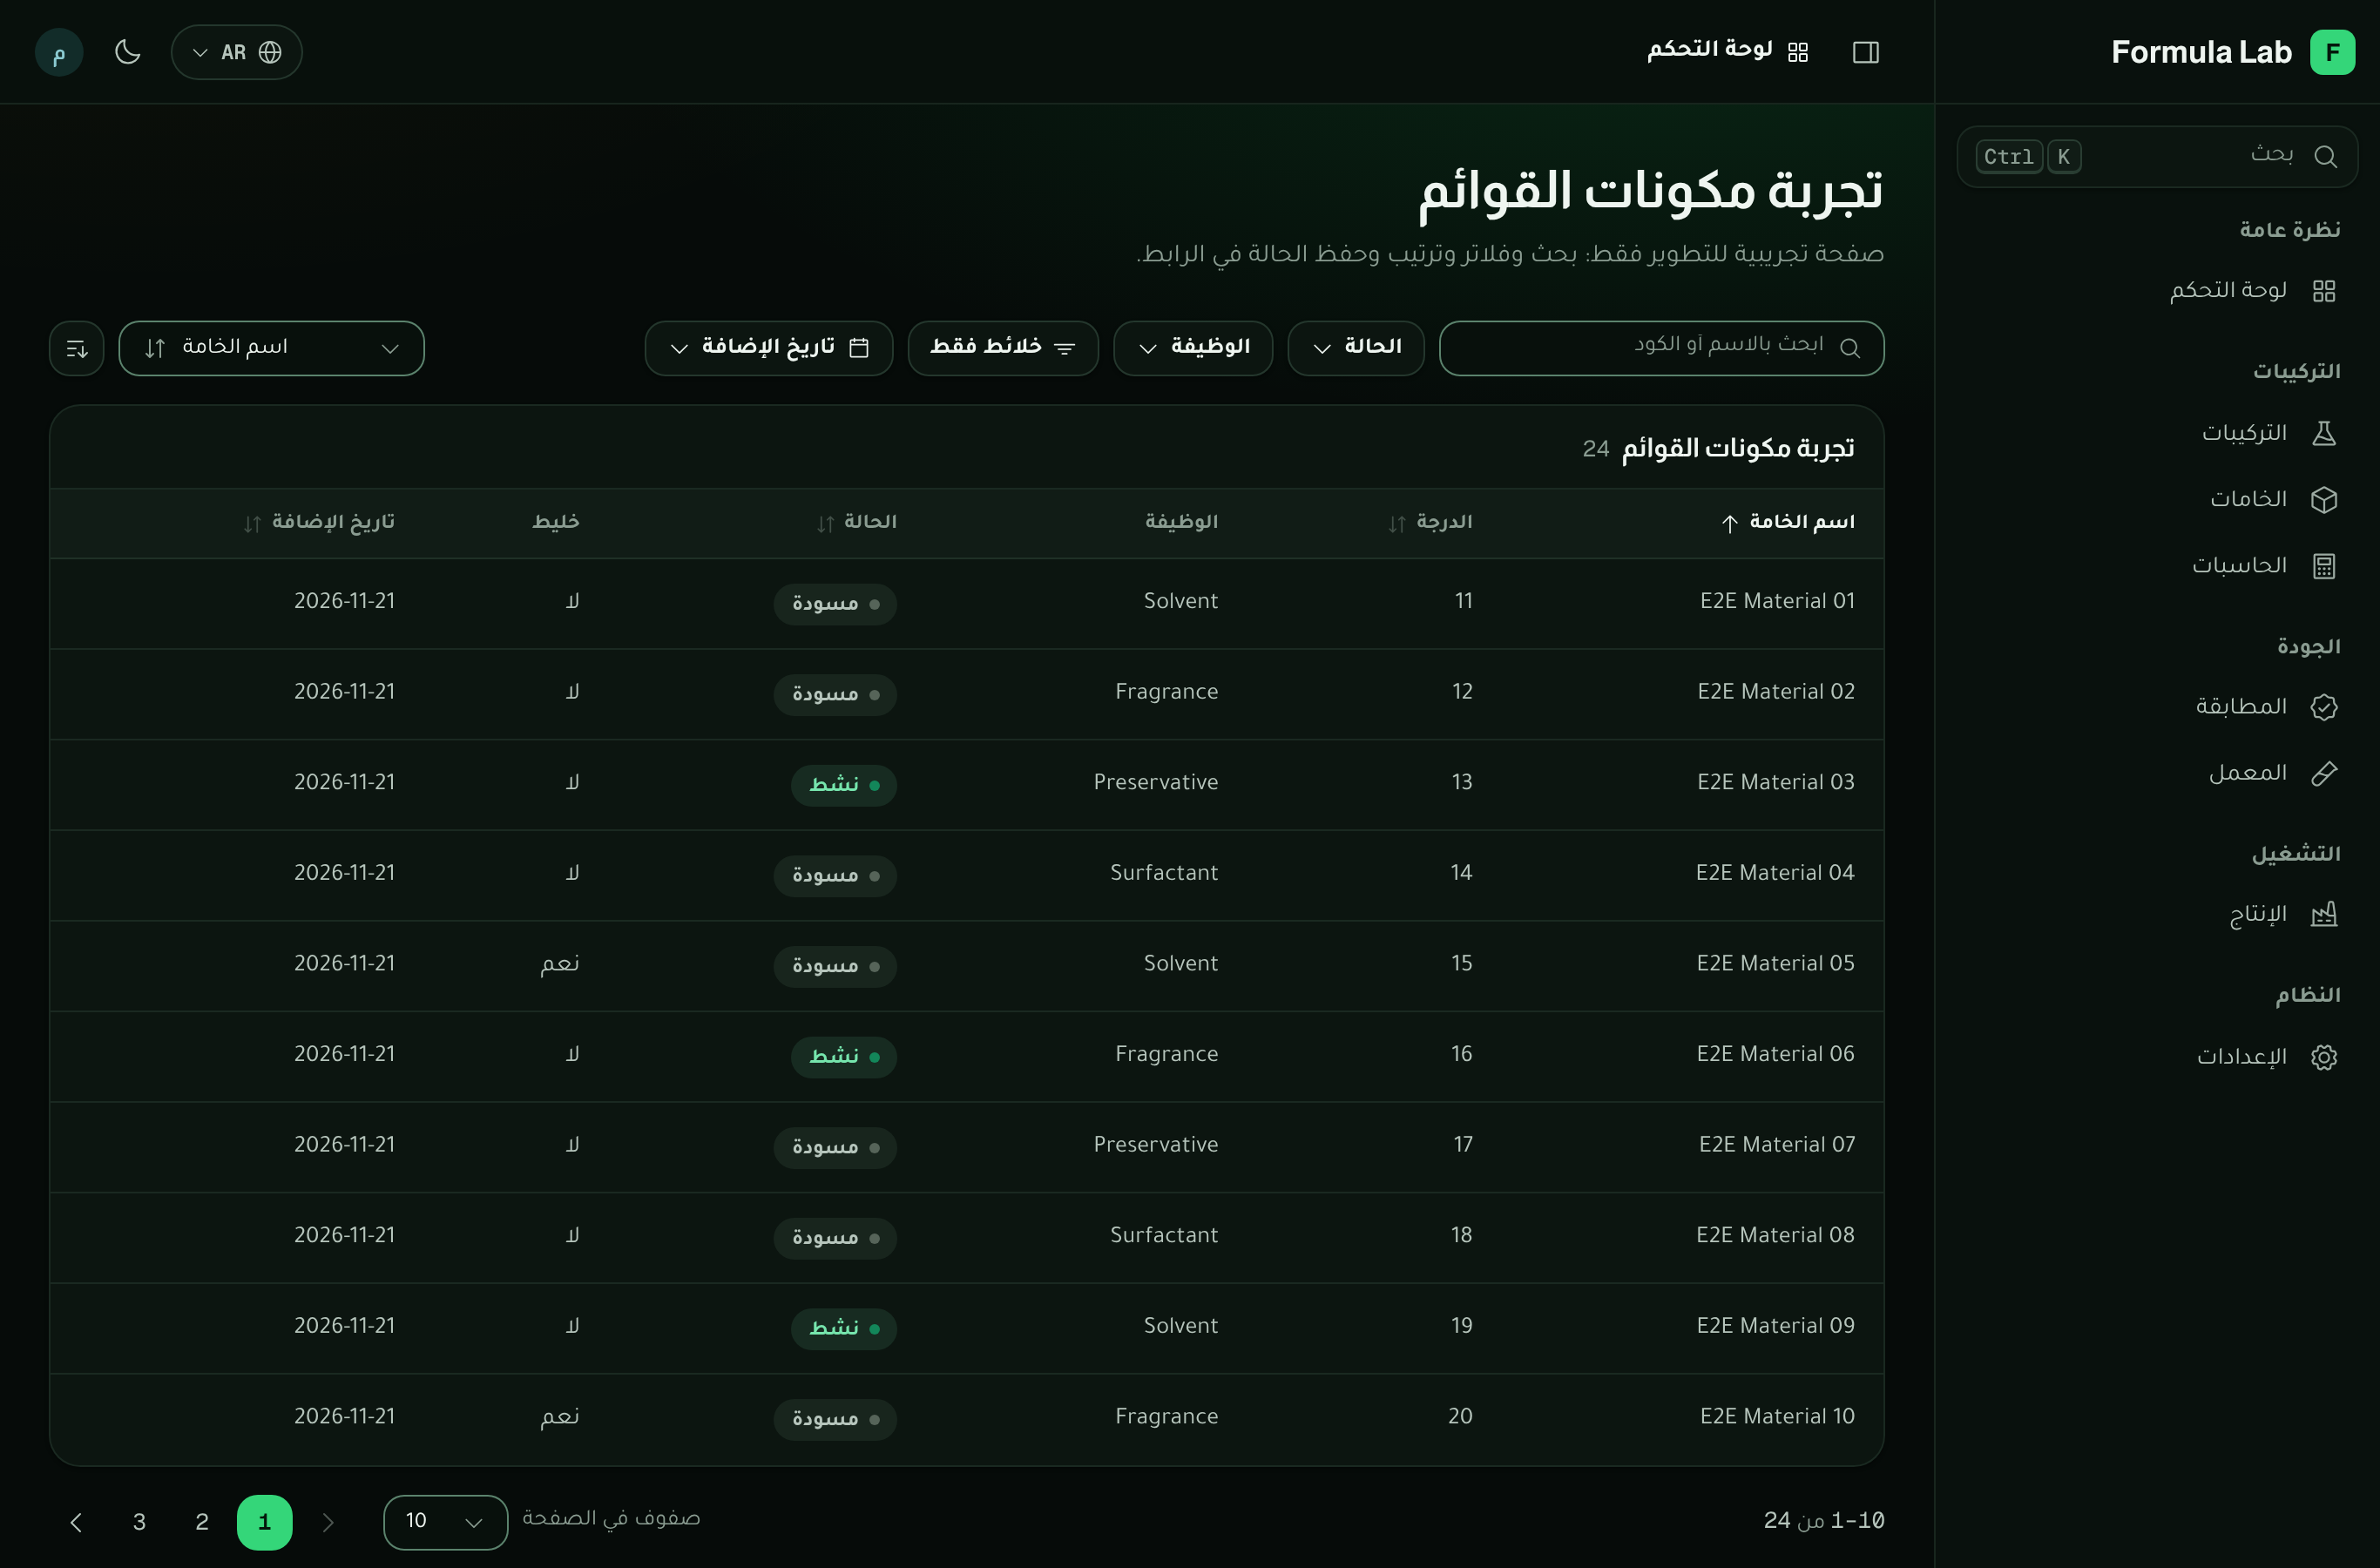 F Formula Lab
لوحة التحكم
AR
م
بحث
Ctrl K
نظرة عامة
لوحة التحكم
التركيبات
التركيبات
الخامات
الحاسبات
الجودة
المطابقة
المعمل
التشغيل
الإنتاج
النظام
الإعدادات
تجربة مكونات القوائم
صفحة تجريبية للتطوير فقط: بحث وفلاتر وترتيب وحفظ الحالة في الرابط.
ابحث بالاسم أو الكود
الحالة
الوظيفة
خلائط فقط
تاريخ الإضافة
اسم الخامة
تجربة مكونات القوائم 24
اسم الخامة الدرجة الوظيفة الحالة خليط تاريخ الإضافة
E2E Material 01 11 Solvent مسودة لا 2026-11-21
E2E Material 02 12 Fragrance مسودة لا 2026-11-21
E2E Material 03 13 Preservative نشط لا 2026-11-21
E2E Material 04 14 Surfactant مسودة لا 2026-11-21
E2E Material 05 15 Solvent مسودة نعم 2026-11-21
E2E Material 06 16 Fragrance نشط لا 2026-11-21
E2E Material 07 17 Preservative مسودة لا 2026-11-21
E2E Material 08 18 Surfactant مسودة لا 2026-11-21
E2E Material 09 19 Solvent نشط لا 2026-11-21
E2E Material 10 20 Fragrance مسودة نعم 2026-11-21
1–10 من 24
صفوف في الصفحة 10
1 2 3